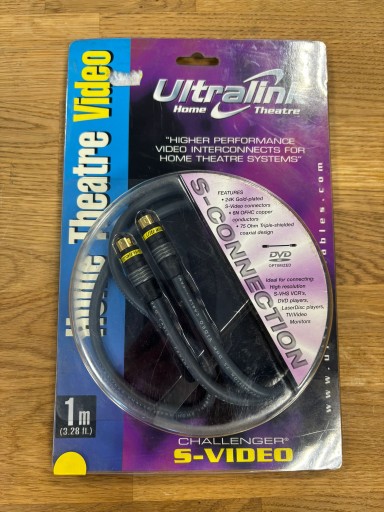 Home Theatre Video
Ultralink
Home Theatre
"HIGHER PERFORMANCE
VIDEO INTERCONNECTS FOR
HOME THEATRE SYSTEMS"
S-CONNECTION
FEATURES
• 24K Gold-plated
S-Video connectors
• 6N OFHC copper
conductors
• 75 Ohm Triple-shielded
coaxial design
DVD
OPTIMIZED
Ideal for connecting:
High resolution
S-VHS VCR's,
DVD players,
LaserDisc players,
TV/Video
Monitors
1m
(3.28 ft.)
CHALLENGER®
S-VIDEO